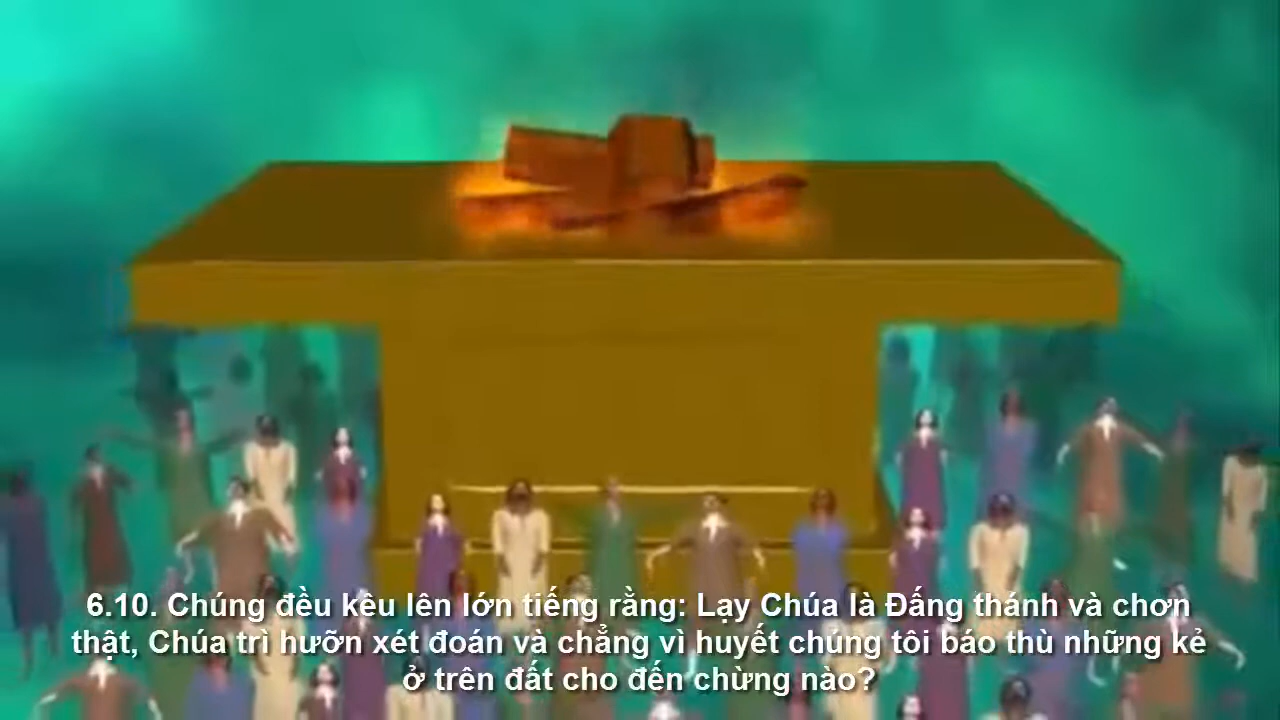 6.10. Chúng đều kêu lên lớn tiếng rằng: Lạy Chúa là Đấng thánh và chơn
thật, Chúa trì hưỡn xét đoán và chẳng vì huyết chúng tôi báo thù những kẻ
ở trên đất cho đến chừng nào?